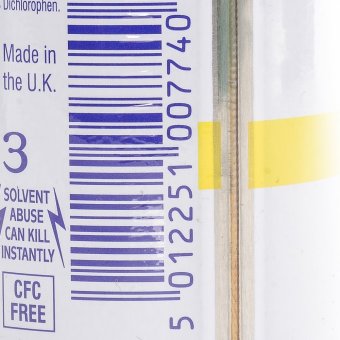 Dichlorophen.
Made in
the U.K.
3
SOLVENT
ABUSE
CAN KILL
INSTANTLY
CFC
FREE
5 012251 007740